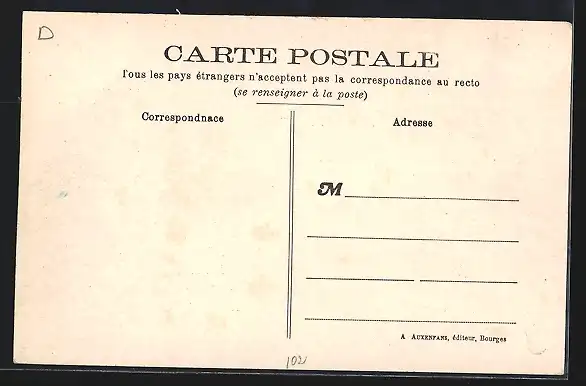 D
CARTE POSTALE
Tous les pays étrangers n'acceptent pas la correspondance au recto
(se renseigner à la poste)
Correspondnace
Adresse
M
A AUXENFANS, éditeur, Bourges
102